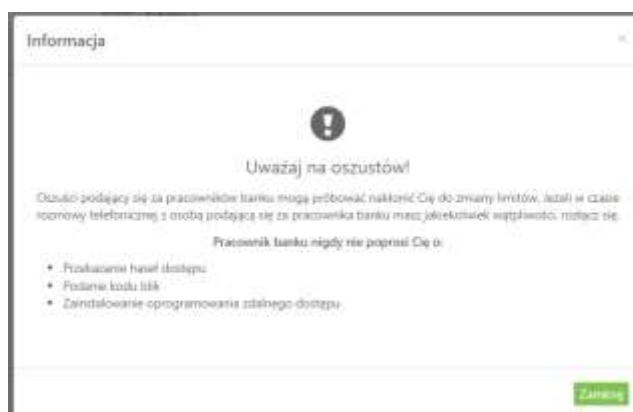 Informacja
×
Uważaj na oszustów!
Oszuści podający się za pracowników banku mogą próbować nakłonić Cię do zmiany limitów. Jeżeli w czasie
rozmowy telefonicznej z osobą podającą się za pracownika banku masz jakiekolwiek wątpliwości, rozłącz się.
Pracownik banku nigdy nie poprosi Cię o:
• Przekazanie haseł dostępu
• Podanie kodu blik
• Zainstalowanie oprogramowania zdalnego dostępu
Zamknij